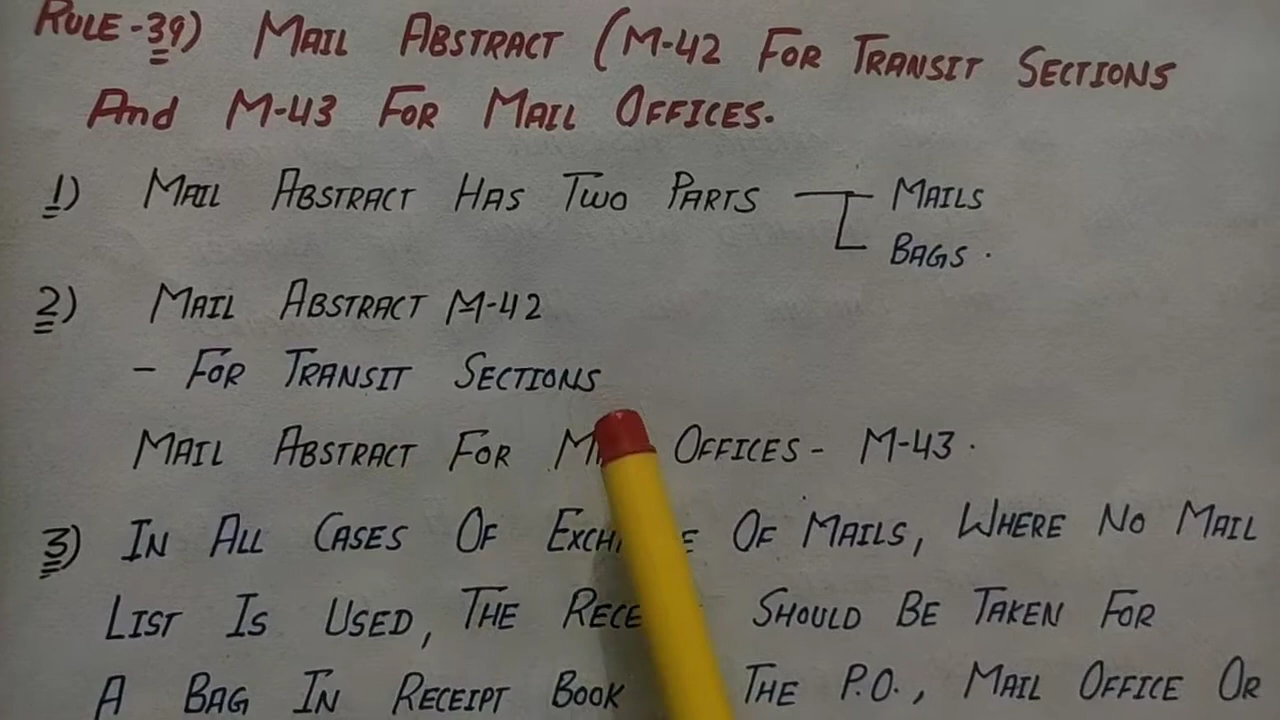 RULE-39) MAIL ABSTRACT (M-42 FOR TRANSIT SECTIONS
And M-43 FOR MAIL OFFICES.
1) MAIL ABSTRACT HAS TWO PARTS — MAILS
BAGS.
2) MAIL ABSTRACT M-42
- FOR TRANSIT SECTIONS
MAIL ABSTRACT FOR OFFICES- M-43.
3) IN ALL CASES OF OF MAILS, WHERE NO MAIL
LIST IS USED, THE SHOULD BE TAKEN FOR
A BAG IN RECEIPT BOOK THE P.O., MAIL OFFICE OR